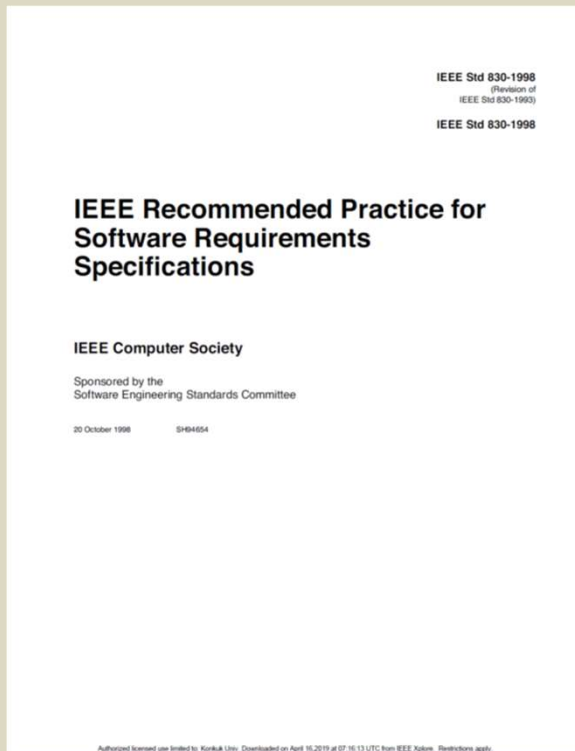 IEEE Std 830-1998
(Revision of
IEEE Std 830-1993)
IEEE Std 830-1998
IEEE Recommended Practice for
Software Requirements
Specifications
IEEE Computer Society
Sponsored by the
Software Engineering Standards Committee
20 October 1998 SH94654
Authorized licensed use limited to: Konkuk Univ. Downloaded on April 16,2019 at 07:16:13 UTC from IEEE Xplore. Restrictions apply.